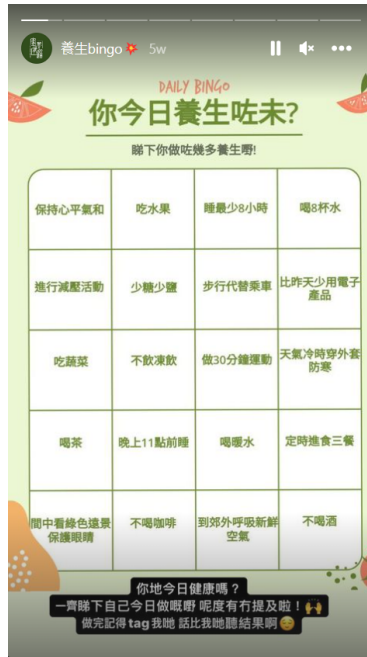 養生bingo 5w
DAILY BINGO
你今日養生咗未?
睇下你做咗幾多養生嘢!
保持心平氣和
吃水果
睡最少8小時
喝8杯水
進行減壓活動
少糖少鹽
步行代替乘車
比昨天少用電子
產品
吃蔬菜
不飲凍飲
做30分鐘運動
天氣冷時穿外套
防寒
喝茶
晚上11點前睡
喝暖水
定時進食三餐
間中看綠色遠景
保護眼睛
不喝咖啡
到郊外呼吸新鮮
空氣
不喝酒
你地今日健康嗎？
一齊睇下自己今日做嘅嘢 呢度有冇提及啦！
做完記得tag我哋 話比我哋聽結果啊